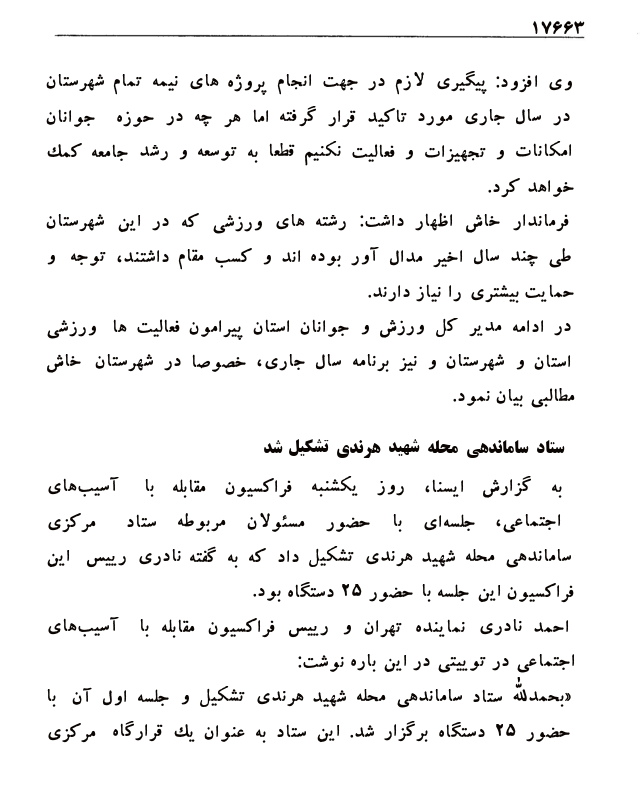 ۱۷۶۶۳
وی افزود: پیگیری لازم در جهت انجام پروژه های نیمه تمام شهرستان
در سال جاری مورد تاکید قرار گرفته اما هر چه در حوزه جوانان
امکانات و تجهیزات و فعالیت نکنیم قطعا به توسعه و رشد جامعه کمك
خواهد کرد.
فرماندار خاش اظهار داشت: رشته های ورزشی که در این شهرستان
طی چند سال اخیر مدال آور بوده اند و کسب مقام داشتند، توجه و
حمایت بیشتری را نیاز دارند.
در ادامه مدیر کل ورزش و جوانان استان پیرامون فعالیت ها ورزشی
استان و شهرستان و نیز برنامه سال جاری، خصوصا در شهرستان خاش
مطالبی بیان نمود.
ستاد ساماندهی محله شهید هرندی تشکیل شد
به گزارش ایسنا، روز یکشنبه فراکسیون مقابله با آسیب‌های
اجتماعی، جلسه‌ای با حضور مسئولان مربوطه ستاد مرکزی
ساماندهی محله شهید هرندی تشکیل داد که به گفته نادری رییس این
فراکسیون این جلسه با حضور ۲۵ دستگاه بود.
احمد نادری نماینده تهران و رییس فراکسیون مقابله با آسیب‌های
اجتماعی در توییتی در این باره نوشت:
«بحمدلله ستاد ساماندهی محله شهید هرندی تشکیل و جلسه اول آن با
حضور ۲۵ دستگاه برگزار شد. این ستاد به عنوان یك قرارگاه مرکزی